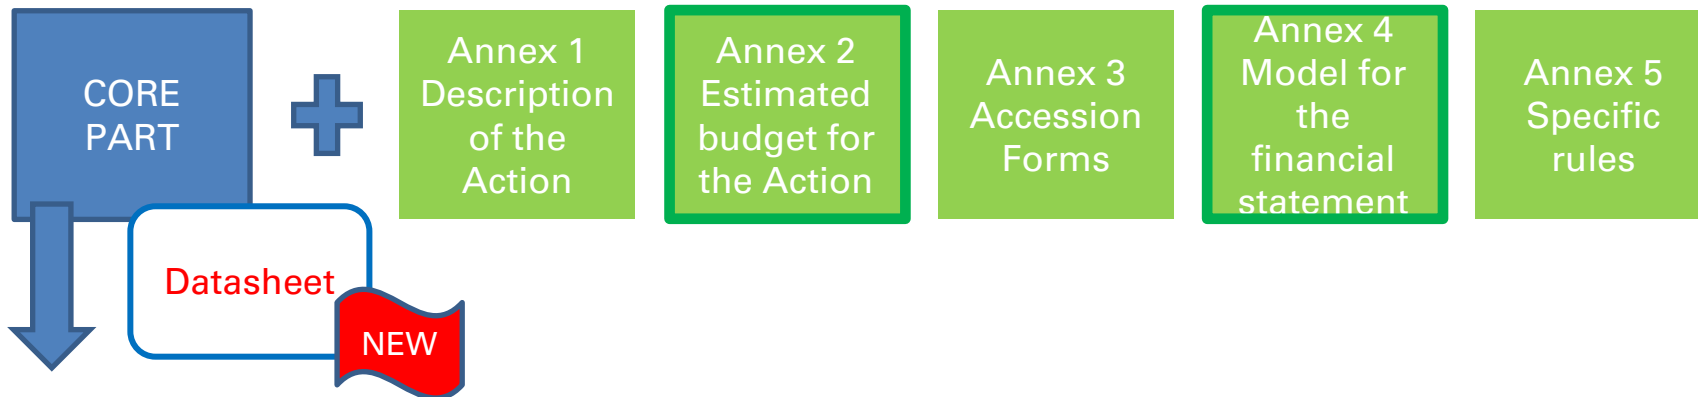 CORE
PART
Annex 1
Description
of the
Action
Annex 2
Estimated
budget for
the Action
Annex 3
Accession
Forms
Annex 4
Model for
the
financial
statement
Annex 5
Specific
rules
Datasheet
NEW